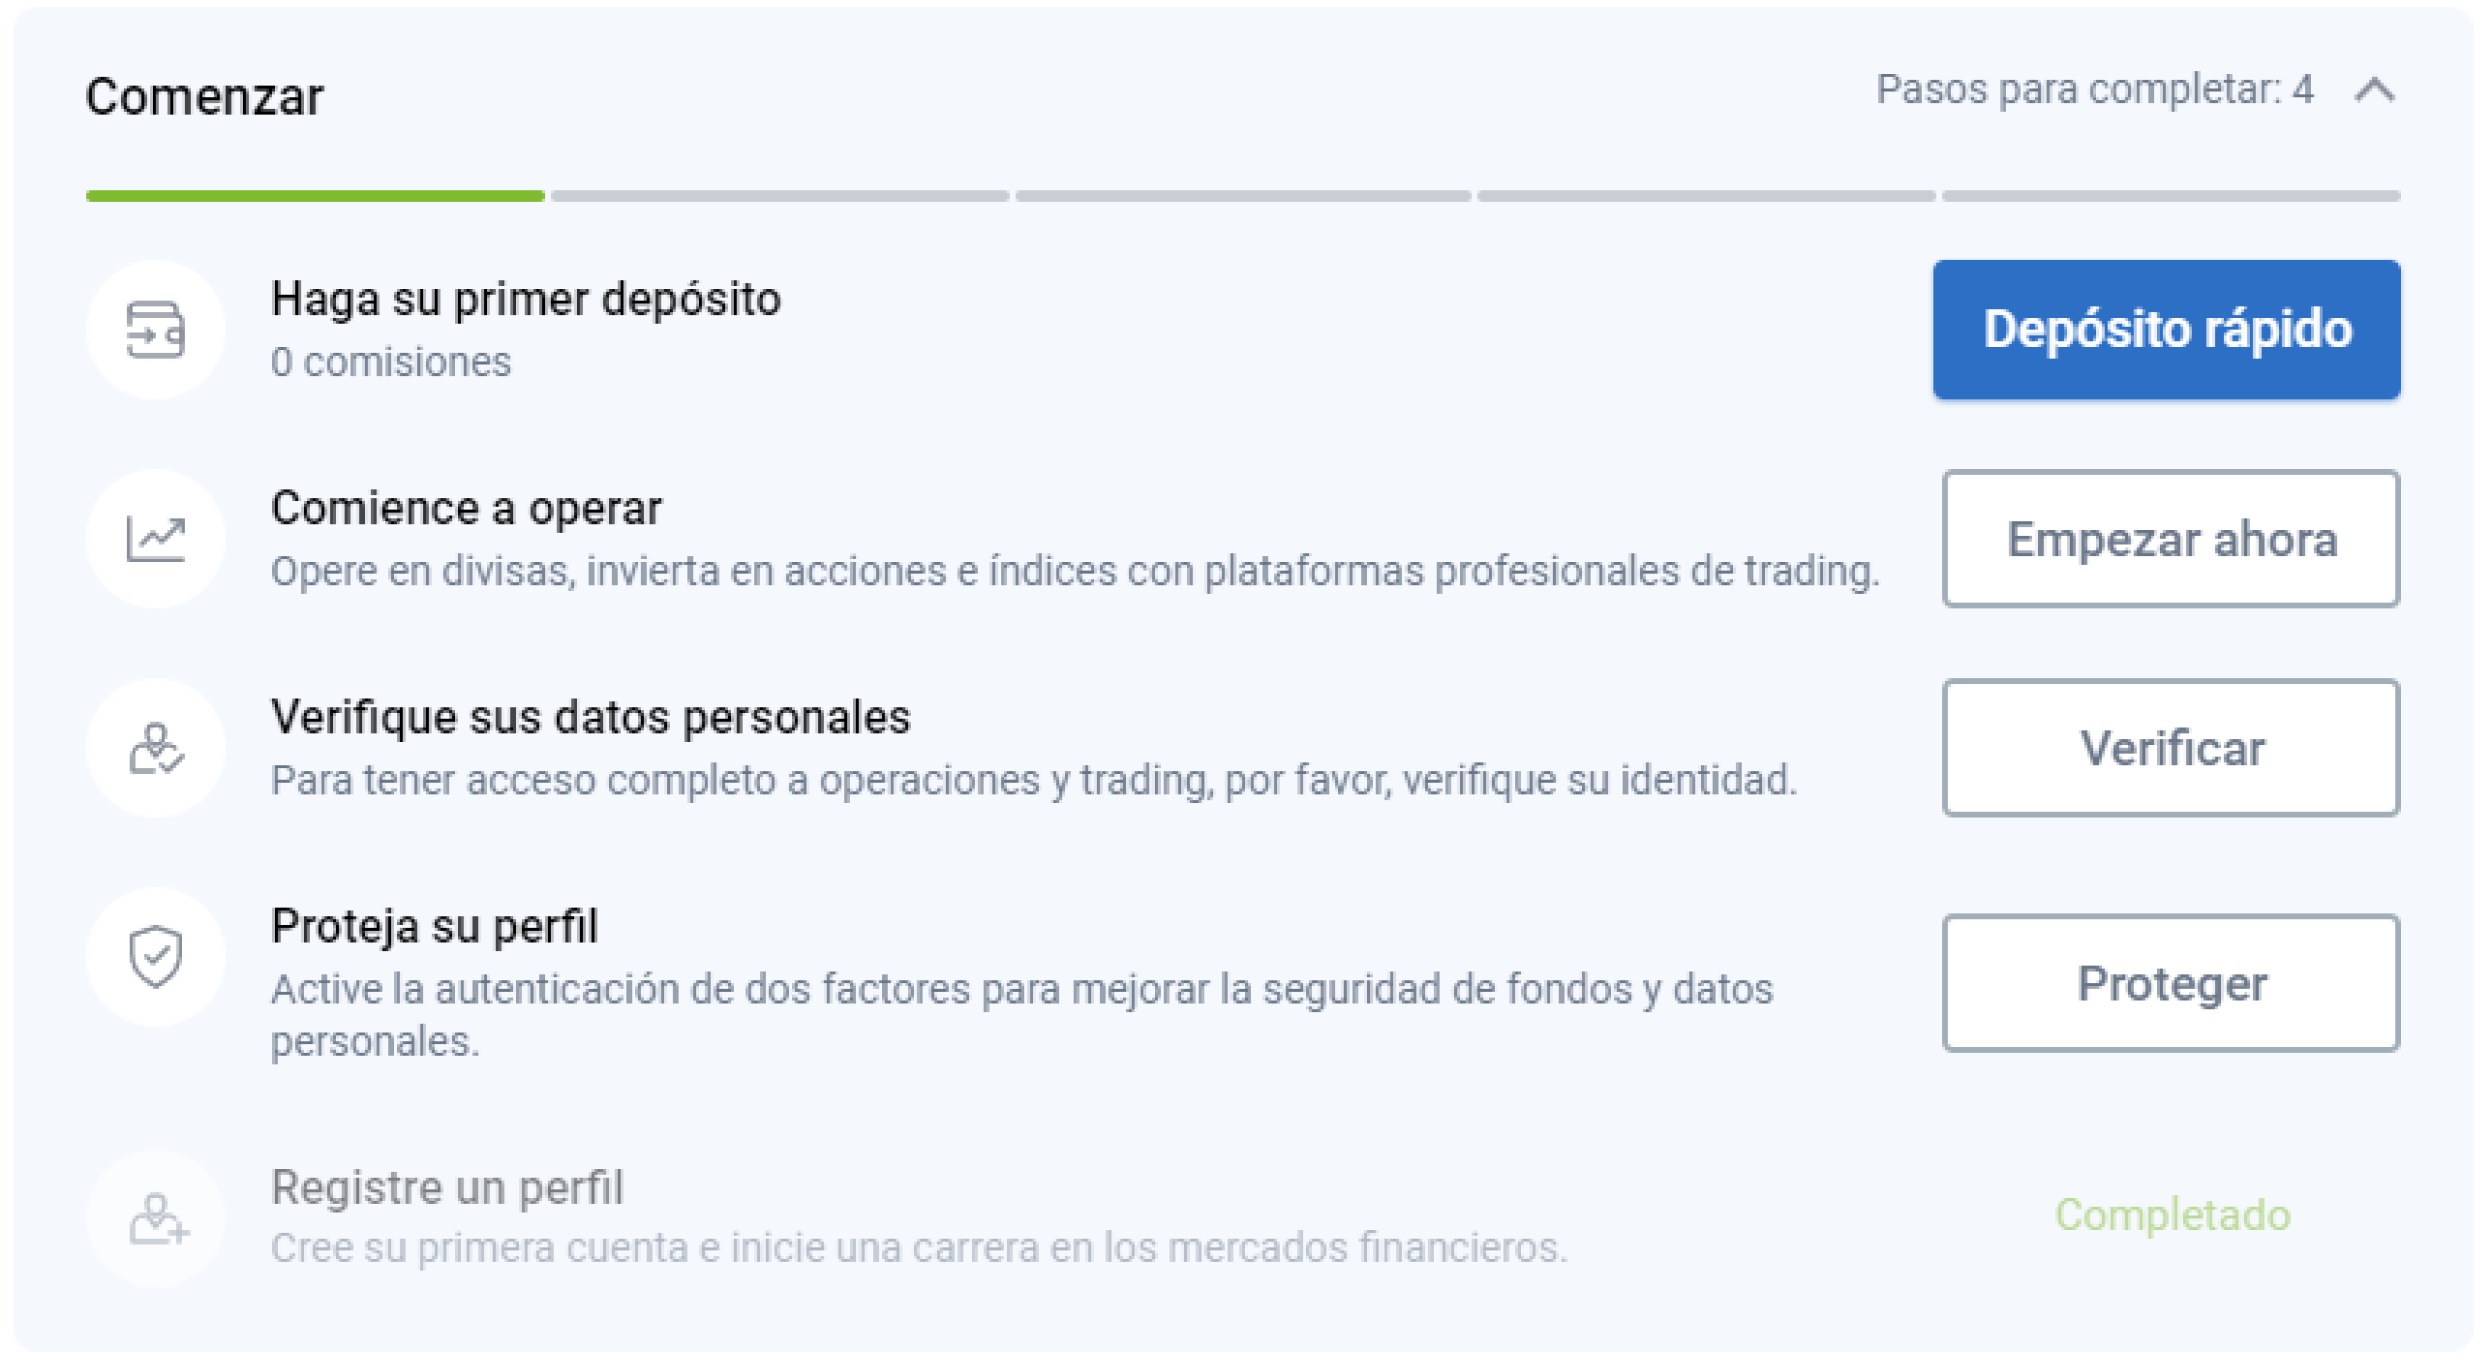 Comenzar
Pasos para completar: 4
Haga su primer depósito
0 comisiones
Depósito rápido
Comience a operar
Opere en divisas, invierta en acciones e índices con plataformas profesionales de trading.
Empezar ahora
Verifique sus datos personales
Para tener acceso completo a operaciones y trading, por favor, verifique su identidad.
Verificar
Proteja su perfil
Active la autenticación de dos factores para mejorar la seguridad de fondos y datos
personales.
Proteger
Registre un perfil
Cree su primera cuenta e inicie una carrera en los mercados financieros.
Completado